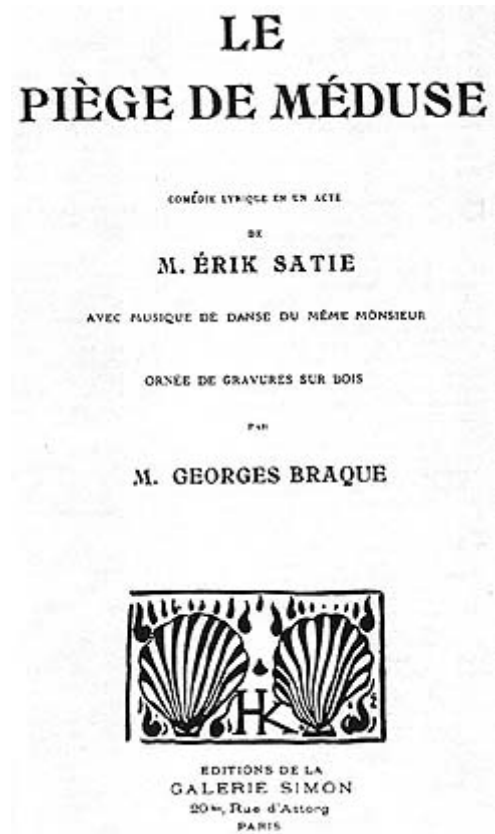 LE
PIÈGE DE MÉDUSE
COMÉDIE LYRIQUE EN UN ACTE
DE
M. ÉRIK SATIE
AVEC MUSIQUE DE DANSE DU MÊME MONSIEUR
ORNÉE DE GRAVURES SUR BOIS
PAR
M. GEORGES BRAQUE
HK
EDITIONS DE LA
GALERIE SIMON
29 bis, Rue d'Astorg
PARIS